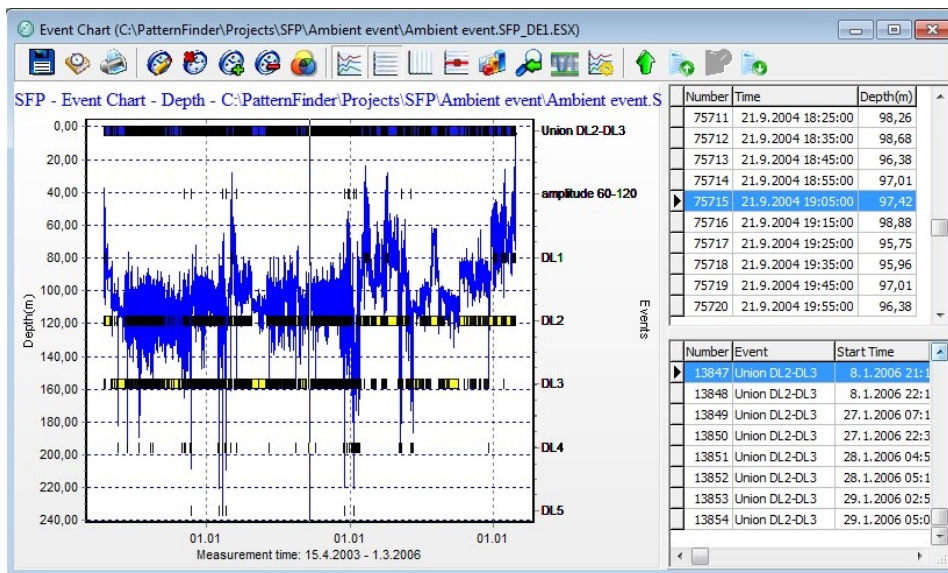 Event Chart (C:\PatternFinder\Projects\SFP\Ambient event\Ambient event.SFP_DE1.ESX)
SFP - Event Chart - Depth - C:\PatternFinder\Projects\SFP\Ambient event\Ambient event.S
0,00
20,00
40,00
60,00
80,00
100,00
120,00
140,00
160,00
180,00
200,00
220,00
240,00
Depth(m)
Union DL2-DL3
amplitude 60-120
DL1
DL2
DL3
DL4
DL5
Events
01.01 01.01 01.01
Measurement time: 15.4.2003 - 1.3.2006
Number Time Depth(m)
75711 21.9.2004 18:25:00 98,26
75712 21.9.2004 18:35:00 98,68
75713 21.9.2004 18:45:00 96,38
75714 21.9.2004 18:55:00 97,01
75715 21.9.2004 19:05:00 97,42
75716 21.9.2004 19:15:00 98,88
75717 21.9.2004 19:25:00 95,75
75718 21.9.2004 19:35:00 95,96
75719 21.9.2004 19:45:00 97,01
75720 21.9.2004 19:55:00 96,38
Number Event Start Time
13847 Union DL2-DL3 8.1.2006 21:1
13848 Union DL2-DL3 8.1.2006 22:1
13849 Union DL2-DL3 27.1.2006 07:1
13850 Union DL2-DL3 27.1.2006 22:3
13851 Union DL2-DL3 28.1.2006 04:5
13852 Union DL2-DL3 28.1.2006 05:1
13853 Union DL2-DL3 29.1.2006 02:5
13854 Union DL2-DL3 29.1.2006 05:0